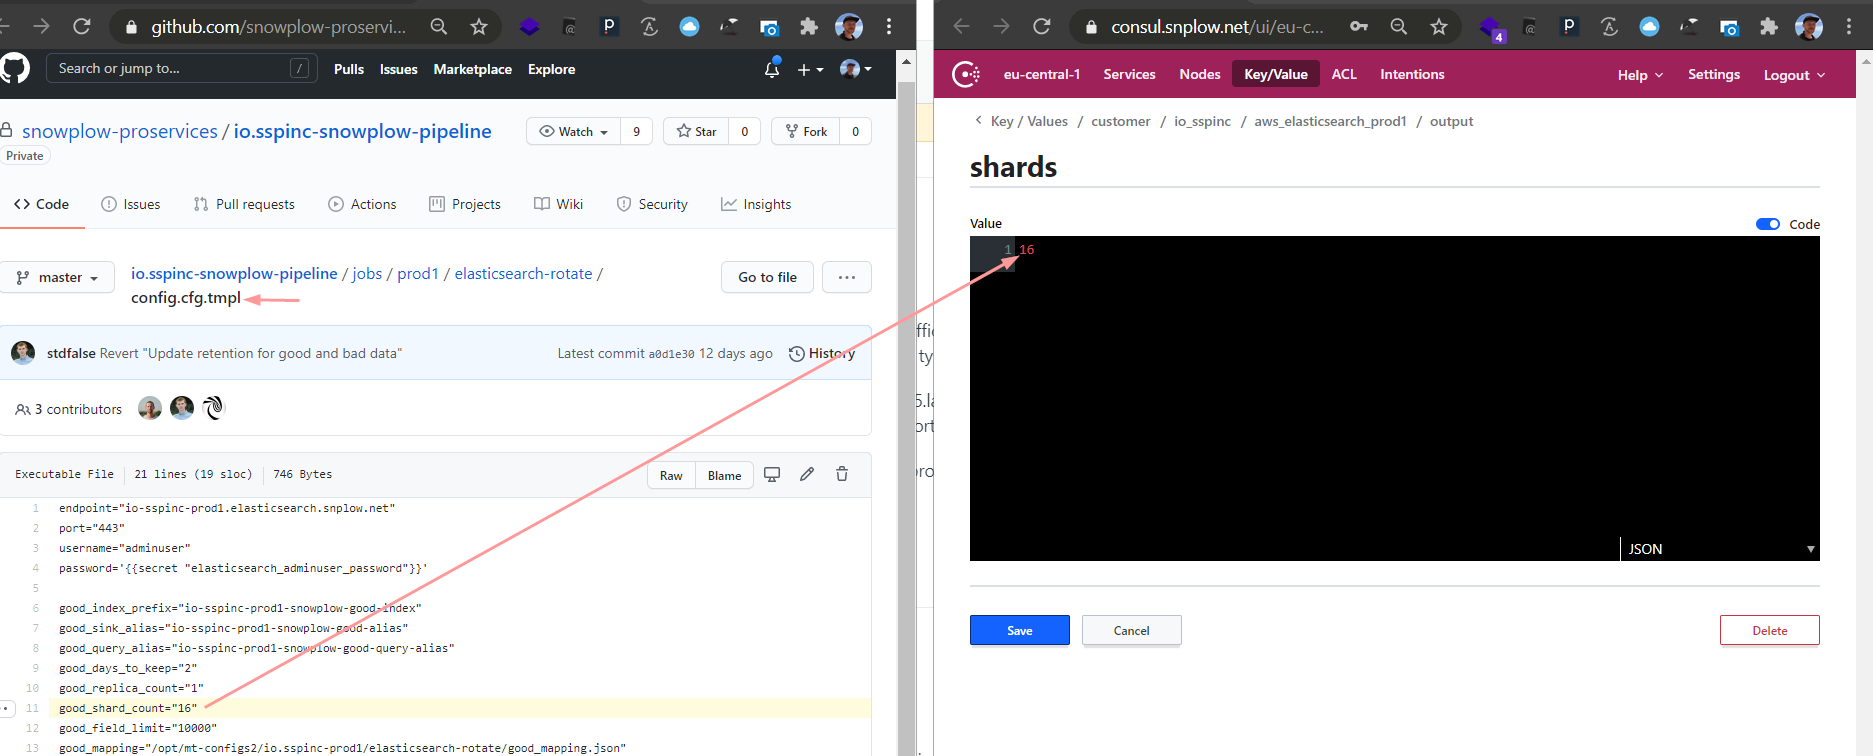 github.com/snowplow-proservi...
Search or jump to... /
Pulls Issues Marketplace Explore
snowplow-proservices / io.sspinc-snowplow-pipeline
Private
Watch 9 Star 0 Fork 0
Code Issues Pull requests Actions Projects Wiki Security Insights
master
io.sspinc-snowplow-pipeline / jobs / prod1 / elasticsearch-rotate /
config.cfg.tmpl
Go to file
stdfalse Revert "Update retention for good and bad data"
Latest commit a0d1e30 12 days ago History
3 contributors
Executable File 21 lines (19 sloc) 746 Bytes
Raw Blame
1 endpoint="io-sspinc-prod1.elasticsearch.snplow.net"
2 port="443"
3 username="adminuser"
4 password='{{secret "elasticsearch_adminuser_password"}}'
5
6 good_index_prefix="io-sspinc-prod1-snowplow-good-index"
7 good_sink_alias="io-sspinc-prod1-snowplow-good-alias"
8 good_query_alias="io-sspinc-prod1-snowplow-good-query-alias"
9 good_days_to_keep="2"
10 good_replica_count="1"
11 good_shard_count="16"
12 good_field_limit="10000"
13 good_mapping="/opt/mt-configs2/io.sspinc-prod1/elasticsearch-rotate/good_mapping.json"
consul.snplow.net/ui/eu-c...
4
eu-central-1 Services Nodes Key/Value ACL Intentions Help Settings Logout
Key / Values / customer / io_sspinc / aws_elasticsearch_prod1 / output
shards
Value
Code
1 16
JSON
Save Cancel Delete